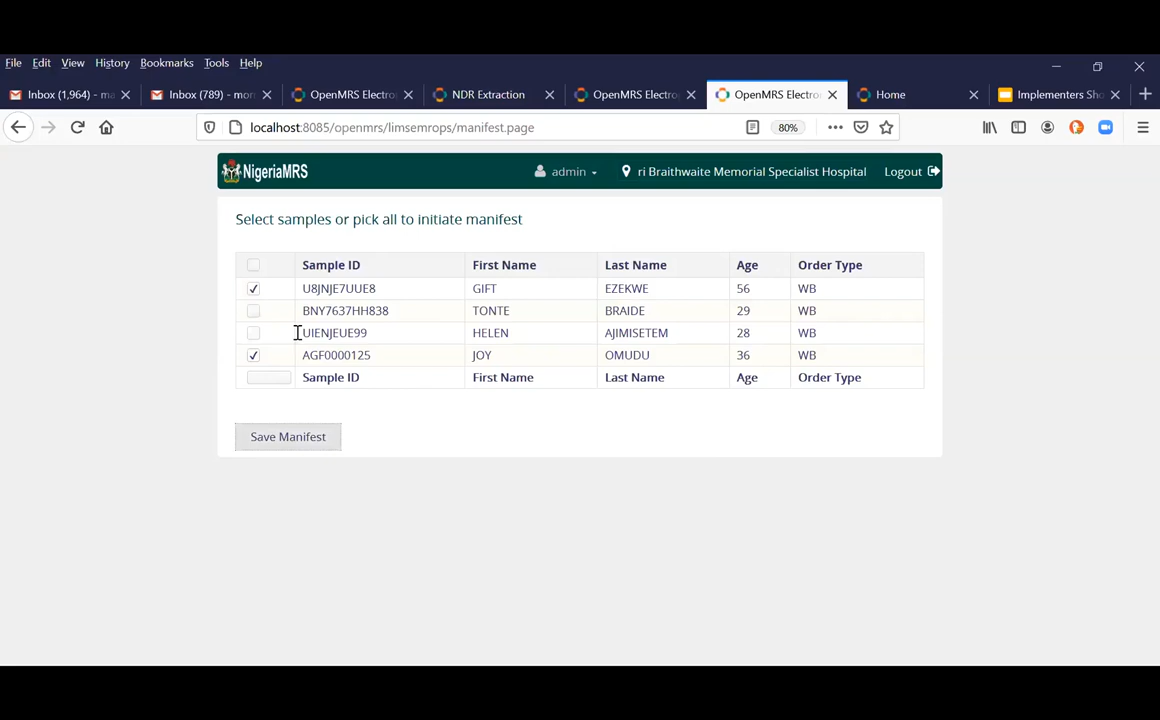 File Edit View History Bookmarks Tools Help
Inbox (1,964) - m Inbox (789) - mor OpenMRS Electro NDR Extraction OpenMRS Electro OpenMRS Electro Home Implementers Sho
localhost:8085/openmrs/limsemrops/manifest.page 80%
NigeriaMRS admin ri Braithwaite Memorial Specialist Hospital Logout
Select samples or pick all to initiate manifest
Sample ID First Name Last Name Age Order Type
U8JNJE7UUE8 GIFT EZEKWE 56 WB
BNY7637HH838 TONTE BRAIDE 29 WB
UIENJEUE99 HELEN AJIMISETEM 28 WB
AGF0000125 JOY OMUDU 36 WB
Sample ID First Name Last Name Age Order Type
Save Manifest